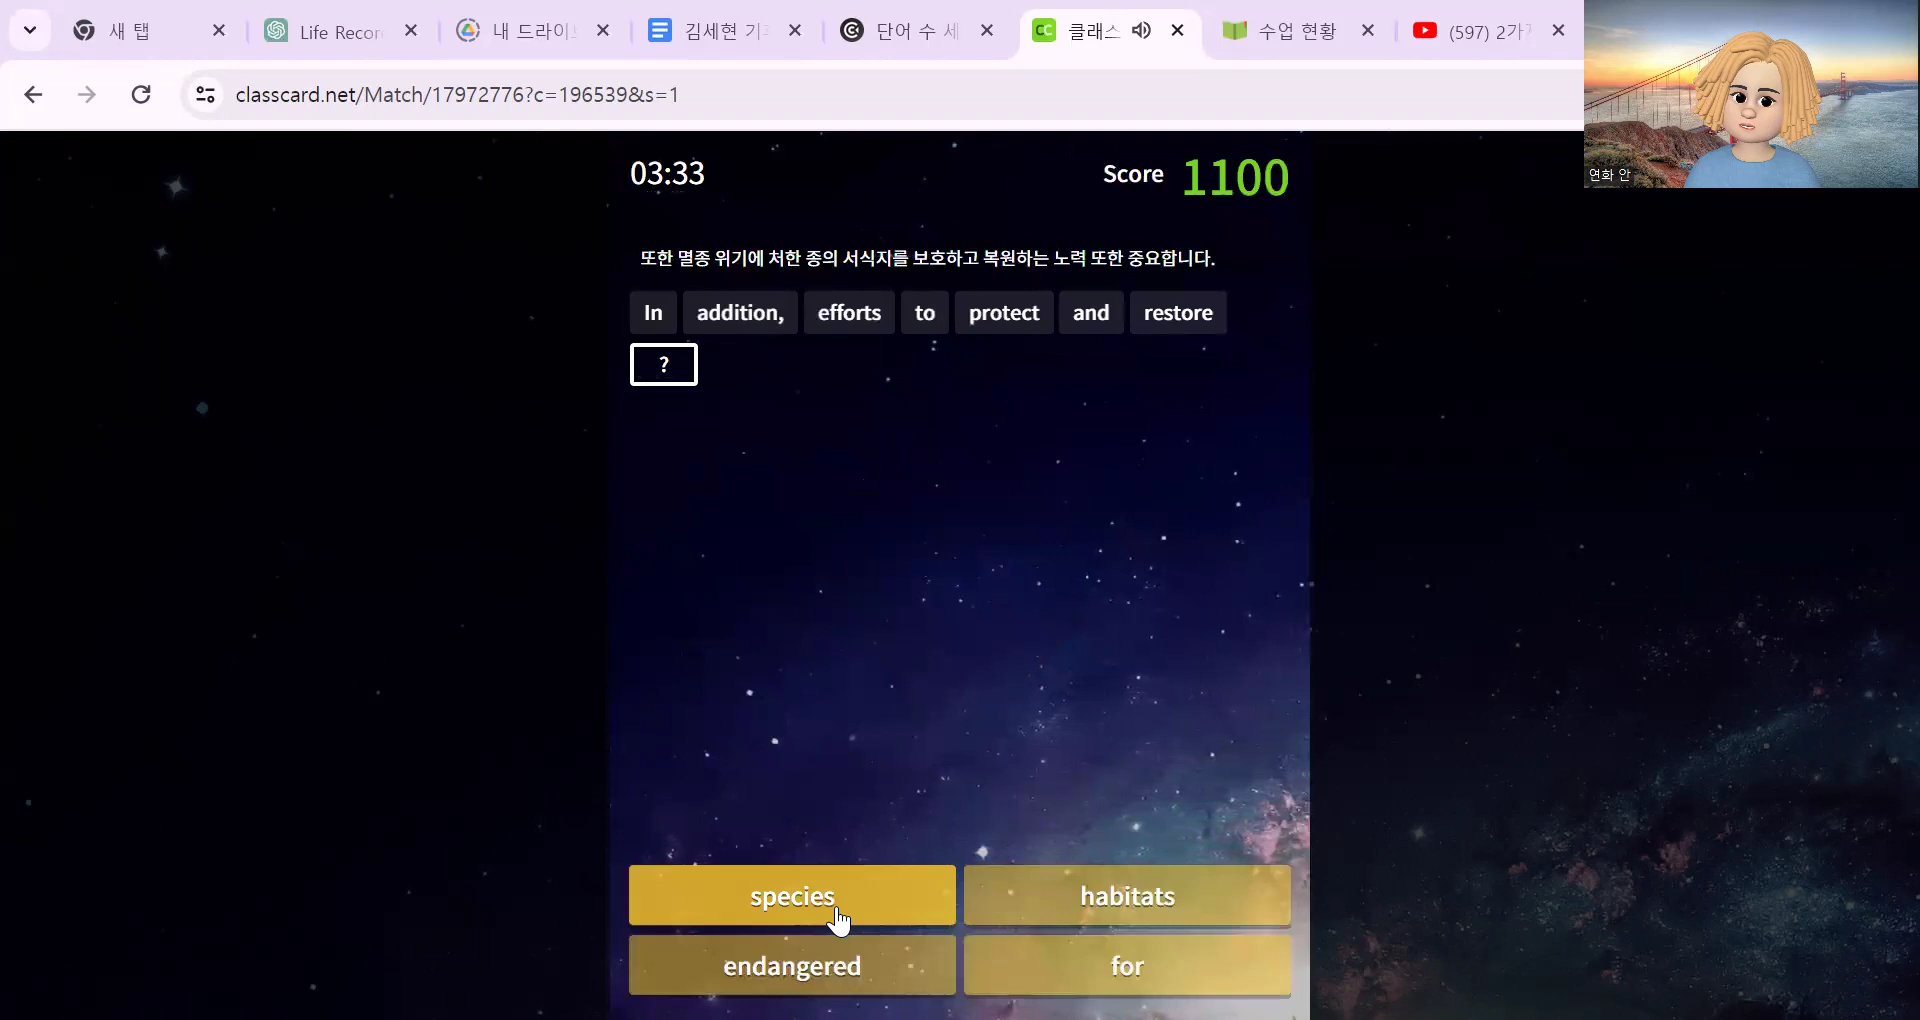 새 탭
Life Recor
내 드라이
김세현 기
단어 수 세
클래스
수업 현황
(597) 2가
classcard.net/Match/17972776?c=196539&s=1
연화 안
03:33
Score 1100
또한 멸종 위기에 처한 종의 서식지를 보호하고 복원하는 노력 또한 중요합니다.
In addition, efforts to protect and restore
?
species habitats
endangered for